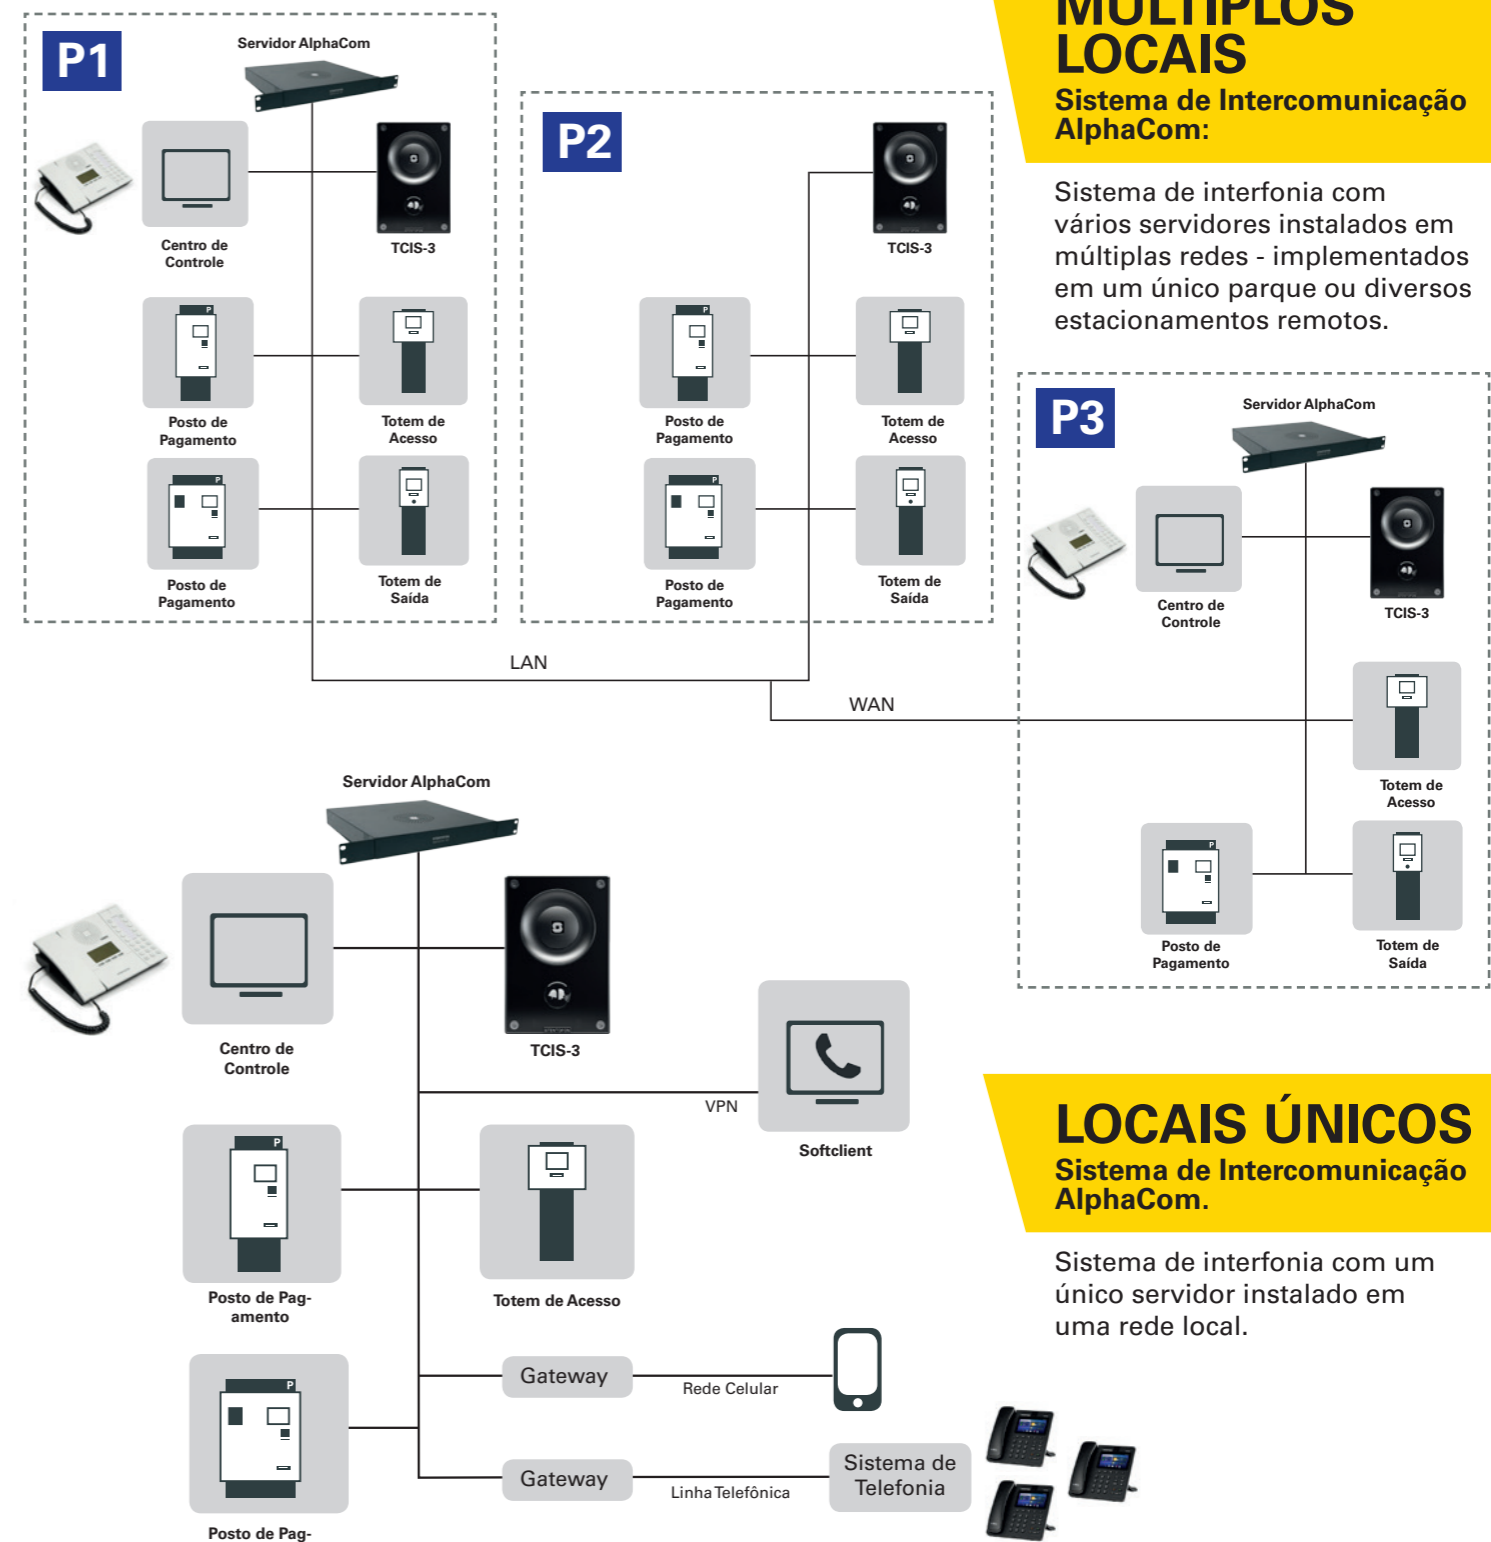 MÚLTIPLOS
LOCAIS
Sistema de Intercomunicação
AlphaCom:
Sistema de interfonia com
vários servidores instalados em
múltiplas redes - implementados
em um único parque ou diversos
estacionamentos remotos.
P1
Servidor AlphaCom
Centro de
Controle
TCIS-3
P
Posto de
Pagamento
Totem de
Acesso
P
Posto de
Pagamento
Totem de
Saída
P2
TCIS-3
P
Posto de
Pagamento
Totem de
Acesso
P
Posto de
Pagamento
Totem de
Saída
LAN
WAN
P3
Servidor AlphaCom
Centro de
Controle
TCIS-3
Totem de
Acesso
P
Posto de
Pagamento
Totem de
Saída
Servidor AlphaCom
Centro de
Controle
TCIS-3
VPN
Softclient
P
Posto de Pag-
amento
Totem de Acesso
P
Posto de Pag-
Gateway
Rede Celular
Gateway
Linha Telefônica
Sistema de
Telefonia
LOCAIS ÚNICOS
Sistema de Intercomunicação
AlphaCom.
Sistema de interfonia com um
único servidor instalado em
uma rede local.